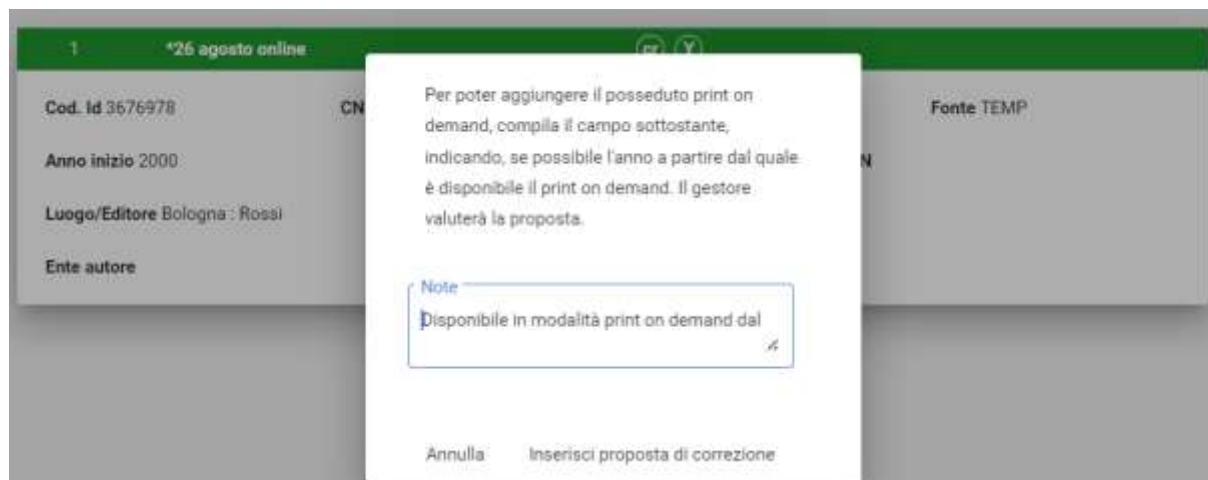 1 *26 agosto online cr Y
Cod. Id 3676978 CN Fonte TEMP
Anno inizio 2000 N
Luogo/Editore Bologna : Rossi
Ente autore
Per poter aggiungere il posseduto print on
demand, compila il campo sottostante,
indicando, se possibile l'anno a partire dal quale
è disponibile il print on demand. Il gestore
valuterà la proposta.
Note
Disponibile in modalità print on demand dal
Annulla Inserisci proposta di correzione